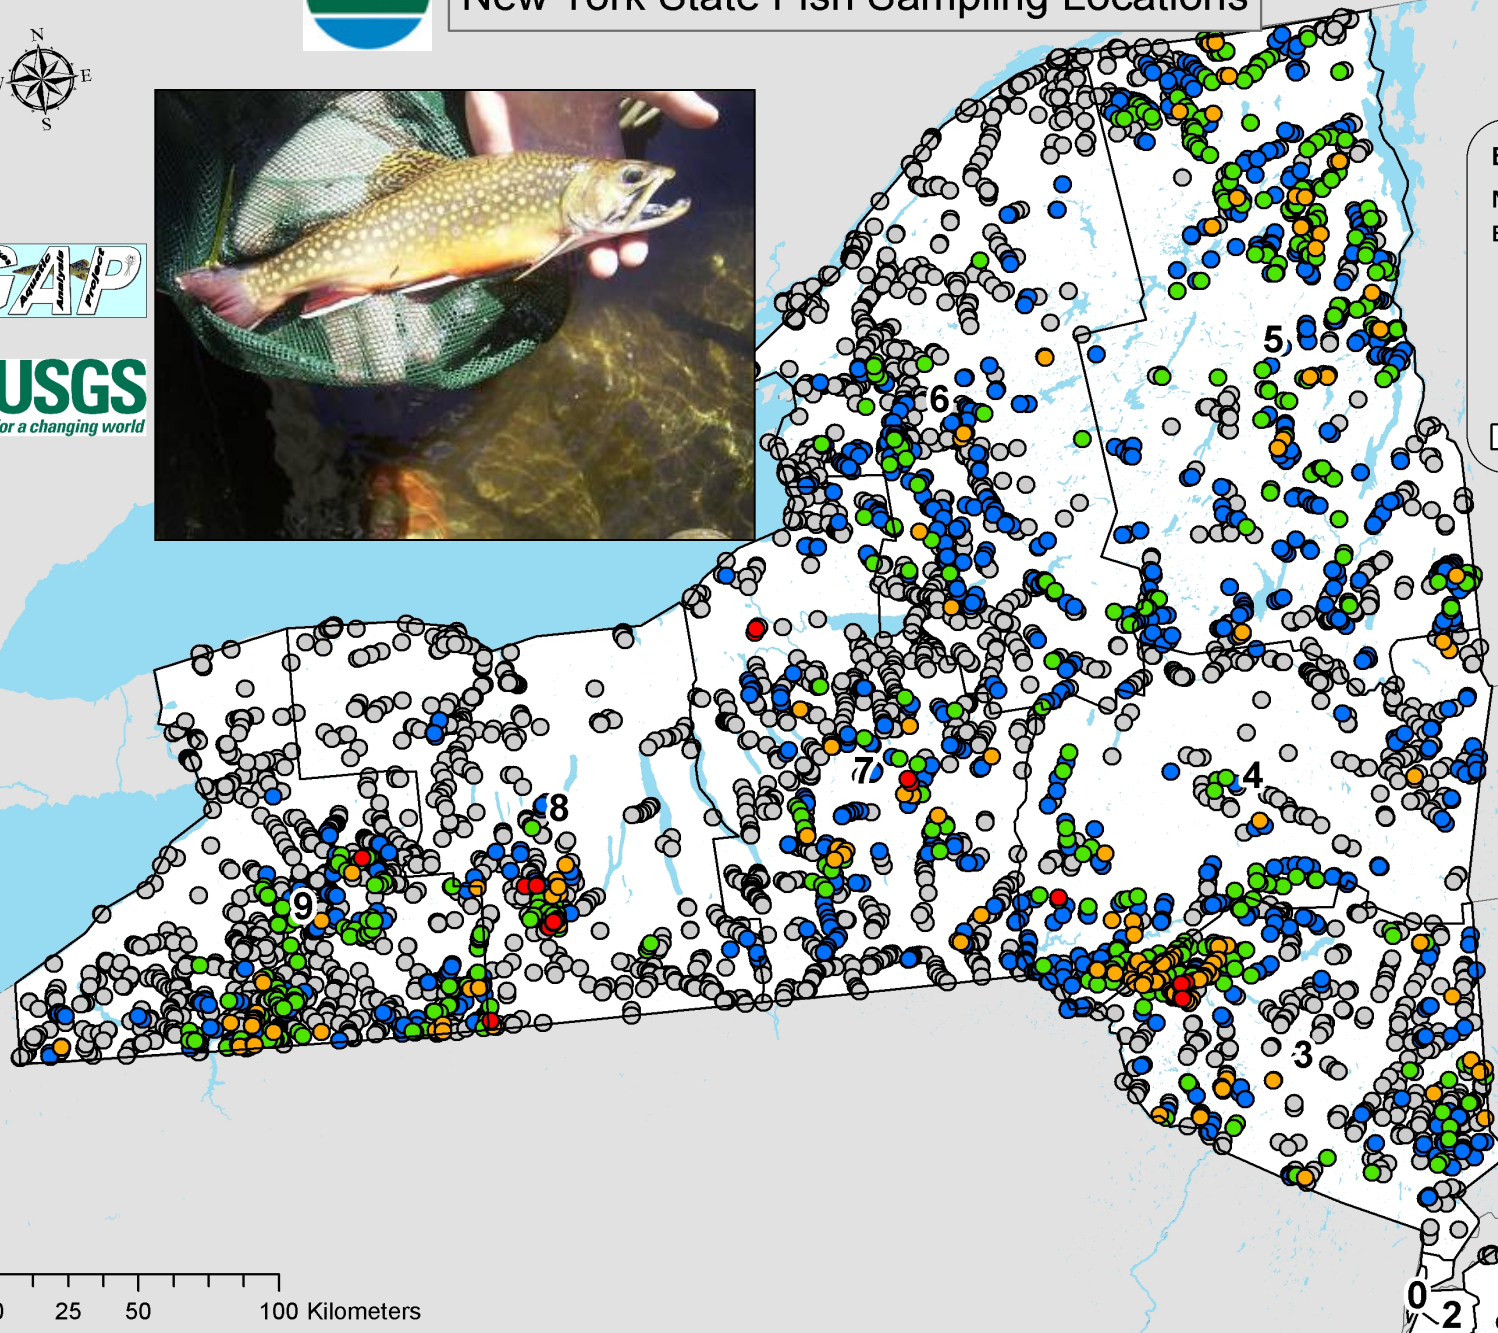 New York State Fish Sampling Locations
N
E
S
GAP
Aquatic
Analysis
Project
USGS
for a changing world
E
N
E
5
6
7
4
8
9
3
0
2
25 50 100 Kilometers